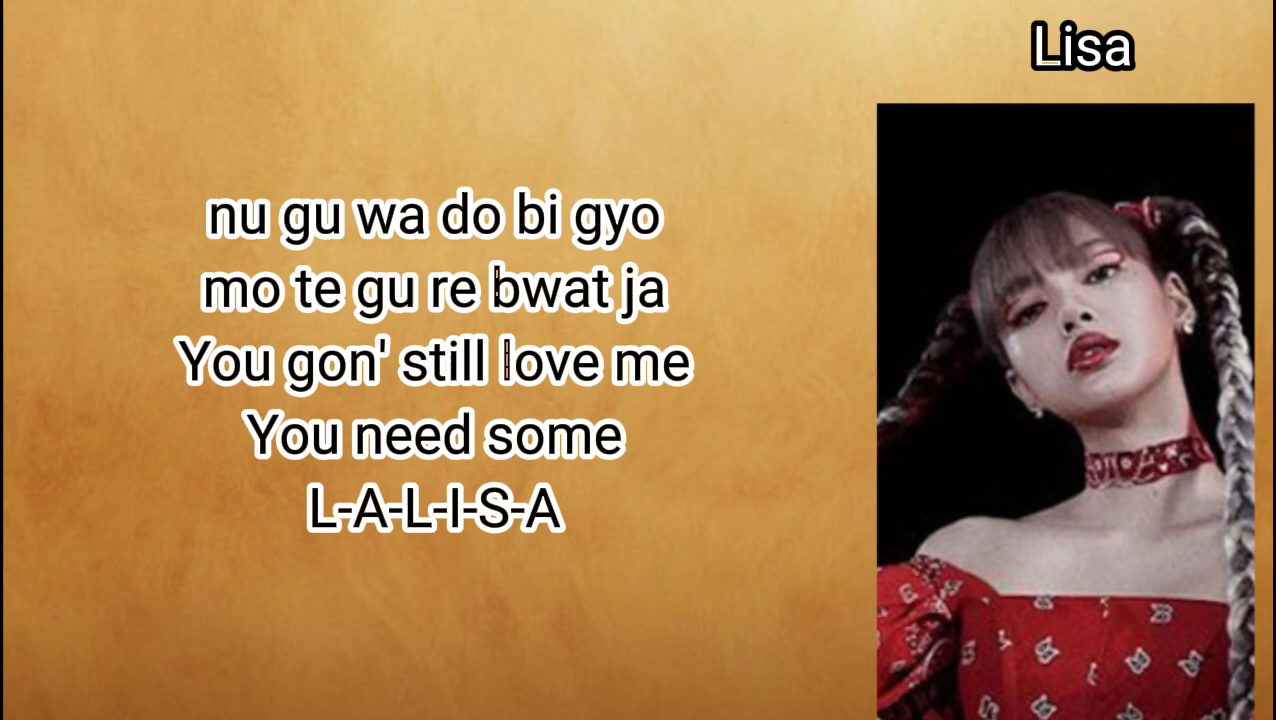 Lisa
nu gu wa do bi gyo
mo te gu re bwat ja
You gon' still love me
You need some
L-A-L-I-S-A